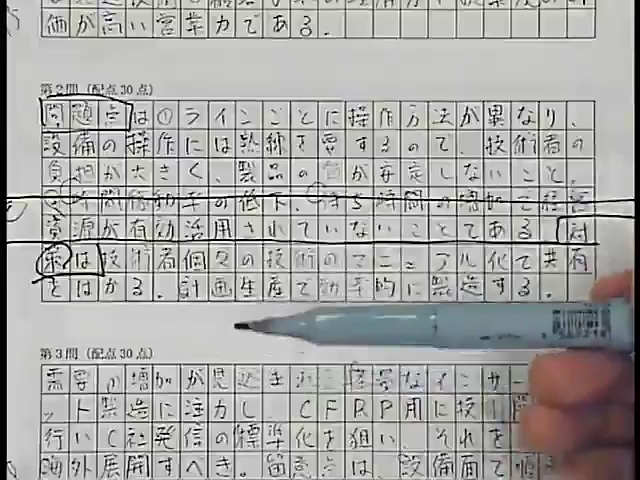 価が高い営業力である。
第2問（配点30点）
問題点は①ラインごとに操作方法が異なり、
設備の操作には熟練を要するので、技術者の
負担が大きく、製品の質が安定しないこと、
年間稼動率の低下、待ち時間の増加で経営
資源が有効活用されていないことである。対
策は技術者個々の技術のマニュアル化で共有
をはかる。計画生産で効率的に製造する。
第3問（配点30点）
需要の増加が見込まれるインサー
ット製造に注力し、CFRP用に技
行いC社発信の標準化を狙い、それを
海外展開すべき。留意点は、設備面で